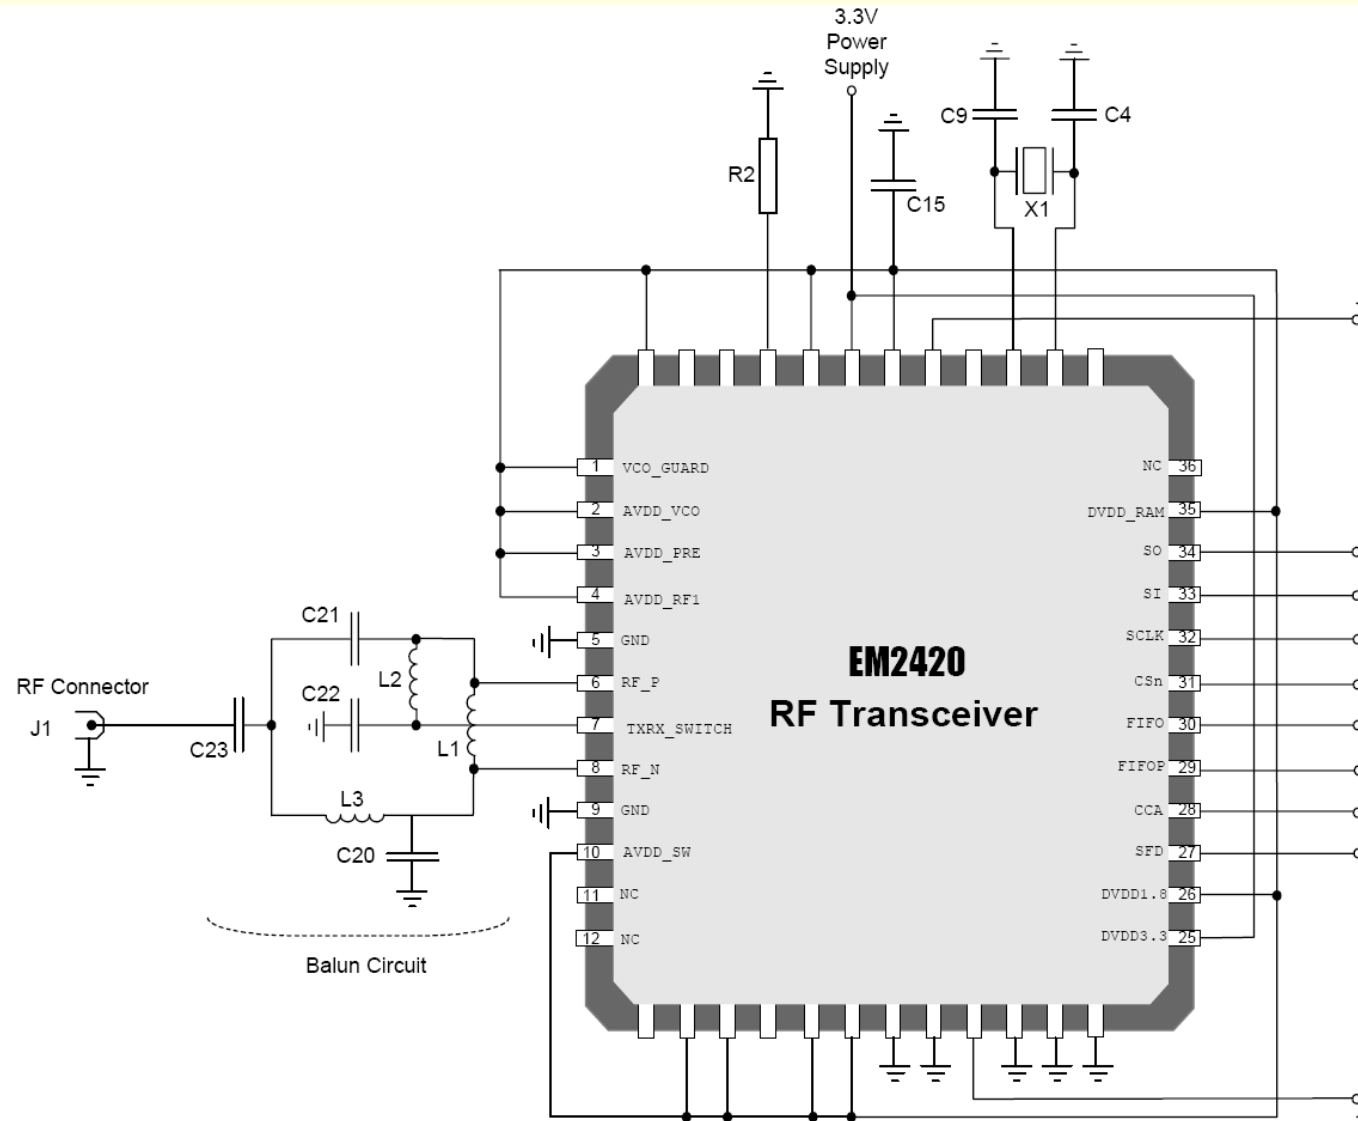 3.3V
Power
Supply
C9
C4
R2
C15
X1
1 VCO_GUARD
NC 36
2 AVDD_VCO
DVDD_RAM 35
3 AVDD_PRE
SO 34
4 AVDD_RF1
SI 33
C21
5 GND
SCLK 32
EM2420
RF Transceiver
RF Connector
J1
L2
C22
6 RF_P
CSn 31
7 TXRX_SWITCH
FIFO 30
C23
L1
8 RF_N
FIFOP 29
L3
9 GND
CCA 28
C20
10 AVDD_SW
SFD 27
11 NC
DVDD1.8 26
12 NC
DVDD3.3 25
Balun Circuit